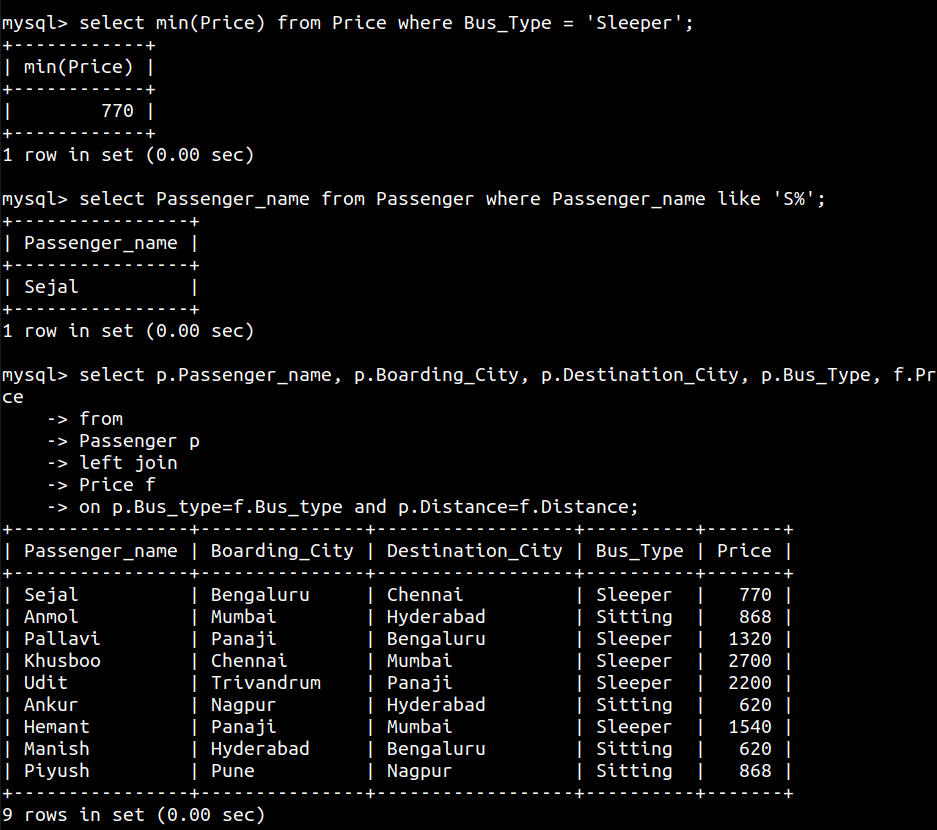 mysql> select min(Price) from Price where Bus_Type = 'Sleeper';
+------------+
| min(Price) |
+------------+
|        770 |
+------------+
1 row in set (0.00 sec)

mysql> select Passenger_name from Passenger where Passenger_name like 'S%';
+----------------+
| Passenger_name |
+----------------+
| Sejal          |
+----------------+
1 row in set (0.00 sec)

mysql> select p.Passenger_name, p.Boarding_City, p.Destination_City, p.Bus_Type, f.Pr
ce
    -> from
    -> Passenger p
    -> left join
    -> Price f
    -> on p.Bus_type=f.Bus_type and p.Distance=f.Distance;
+----------------+---------------+------------------+----------+-------+
| Passenger_name | Boarding_City | Destination_City | Bus_Type | Price |
+----------------+---------------+------------------+----------+-------+
| Sejal          | Bengaluru     | Chennai          | Sleeper  |   770 |
| Anmol          | Mumbai        | Hyderabad        | Sitting  |   868 |
| Pallavi        | Panaji        | Bengaluru        | Sleeper  |  1320 |
| Khusboo        | Chennai       | Mumbai           | Sleeper  |  2700 |
| Udit           | Trivandrum    | Panaji           | Sleeper  |  2200 |
| Ankur          | Nagpur        | Hyderabad        | Sitting  |   620 |
| Hemant         | Panaji        | Mumbai           | Sleeper  |  1540 |
| Manish         | Hyderabad     | Bengaluru        | Sitting  |   620 |
| Piyush         | Pune          | Nagpur           | Sitting  |   868 |
+----------------+---------------+------------------+----------+-------+
9 rows in set (0.00 sec)